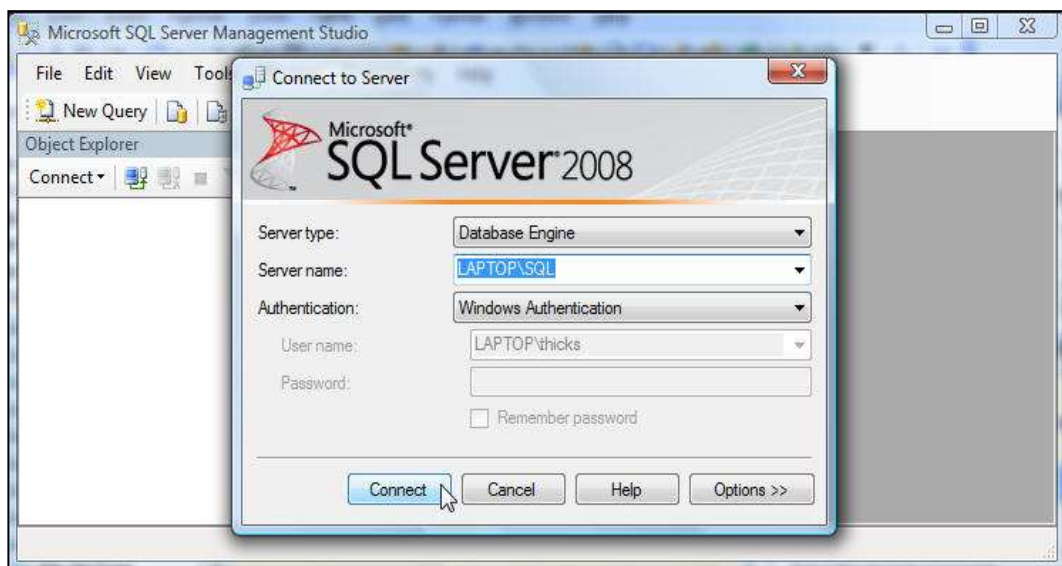 Microsoft SQL Server Management Studio
File Edit View
Connect to Server
New Query
Object Explorer
Connect
Microsoft®
SQL Server 2008
Server type: Database Engine
Server name: LAPTOP\SQL
Authentication: Windows Authentication
User name: LAPTOP\thicks
Password:
Remember password
Connect Cancel Help Options >>